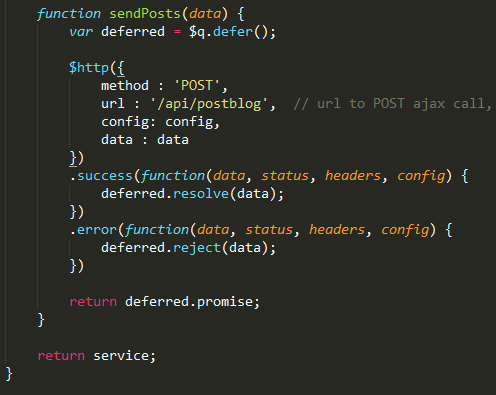 function sendPosts(data) {
var deferred = $q.defer();
$http({
method : 'POST',
url : '/api/postblog',  // url to POST ajax call,
config: config,
data : data
})
.success(function(data, status, headers, config) {
deferred.resolve(data);
})
.error(function(data, status, headers, config) {
deferred.reject(data);
})
return deferred.promise;
}
return service;
}